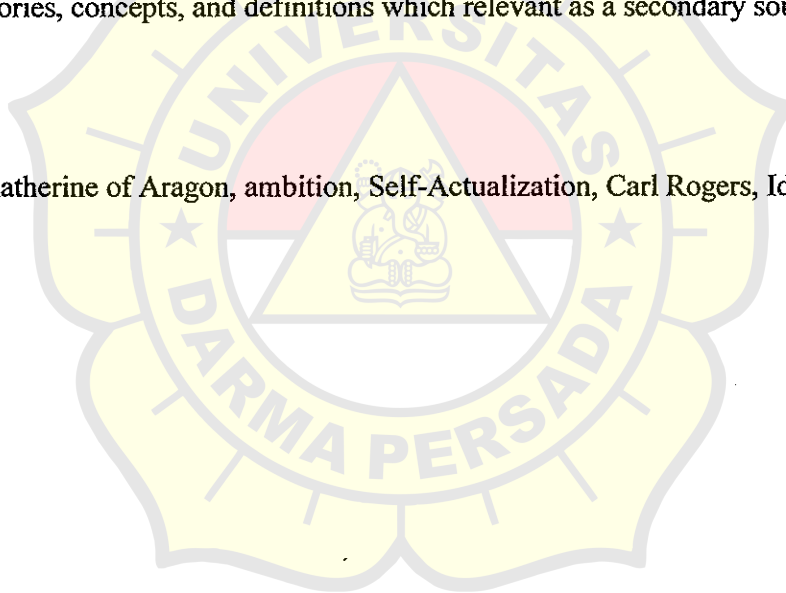 ories, concepts, and definitions which relevant as a secondary sou
atherine of Aragon, ambition, Self-Actualization, Carl Rogers, Id
UNIVERSITAS
DARMA PERSADA